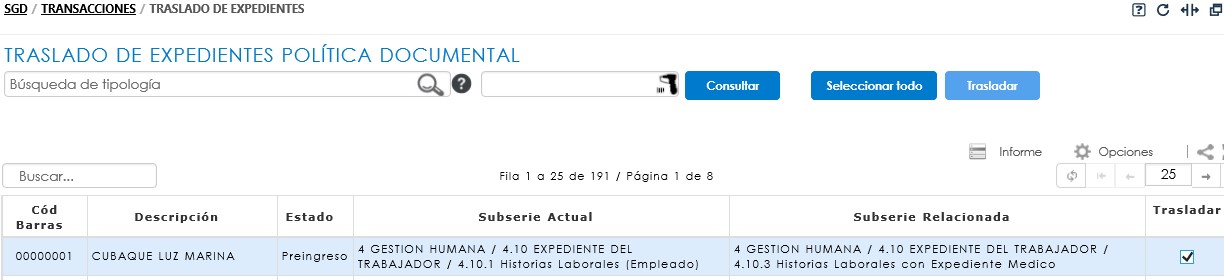 SGD / TRANSACCIONES / TRASLADO DE EXPEDIENTES
TRASLADO DE EXPEDIENTES POLÍTICA DOCUMENTAL
Búsqueda de tipología ? Consultar Seleccionar todo Trasladar
Informe Opciones
Buscar... Fila 1 a 25 de 191 / Página 1 de 8 25
Cód Barras Descripción Estado Subserie Actual Subserie Relacionada Trasladar
00000001 CUBAQUE LUZ MARINA Preingreso 4 GESTION HUMANA / 4.10 EXPEDIENTE DEL TRABAJADOR / 4.10.1 Historias Laborales (Empleado) 4 GESTION HUMANA / 4.10 EXPEDIENTE DEL TRABAJADOR / 4.10.3 Historias Laborales con Expediente Medico